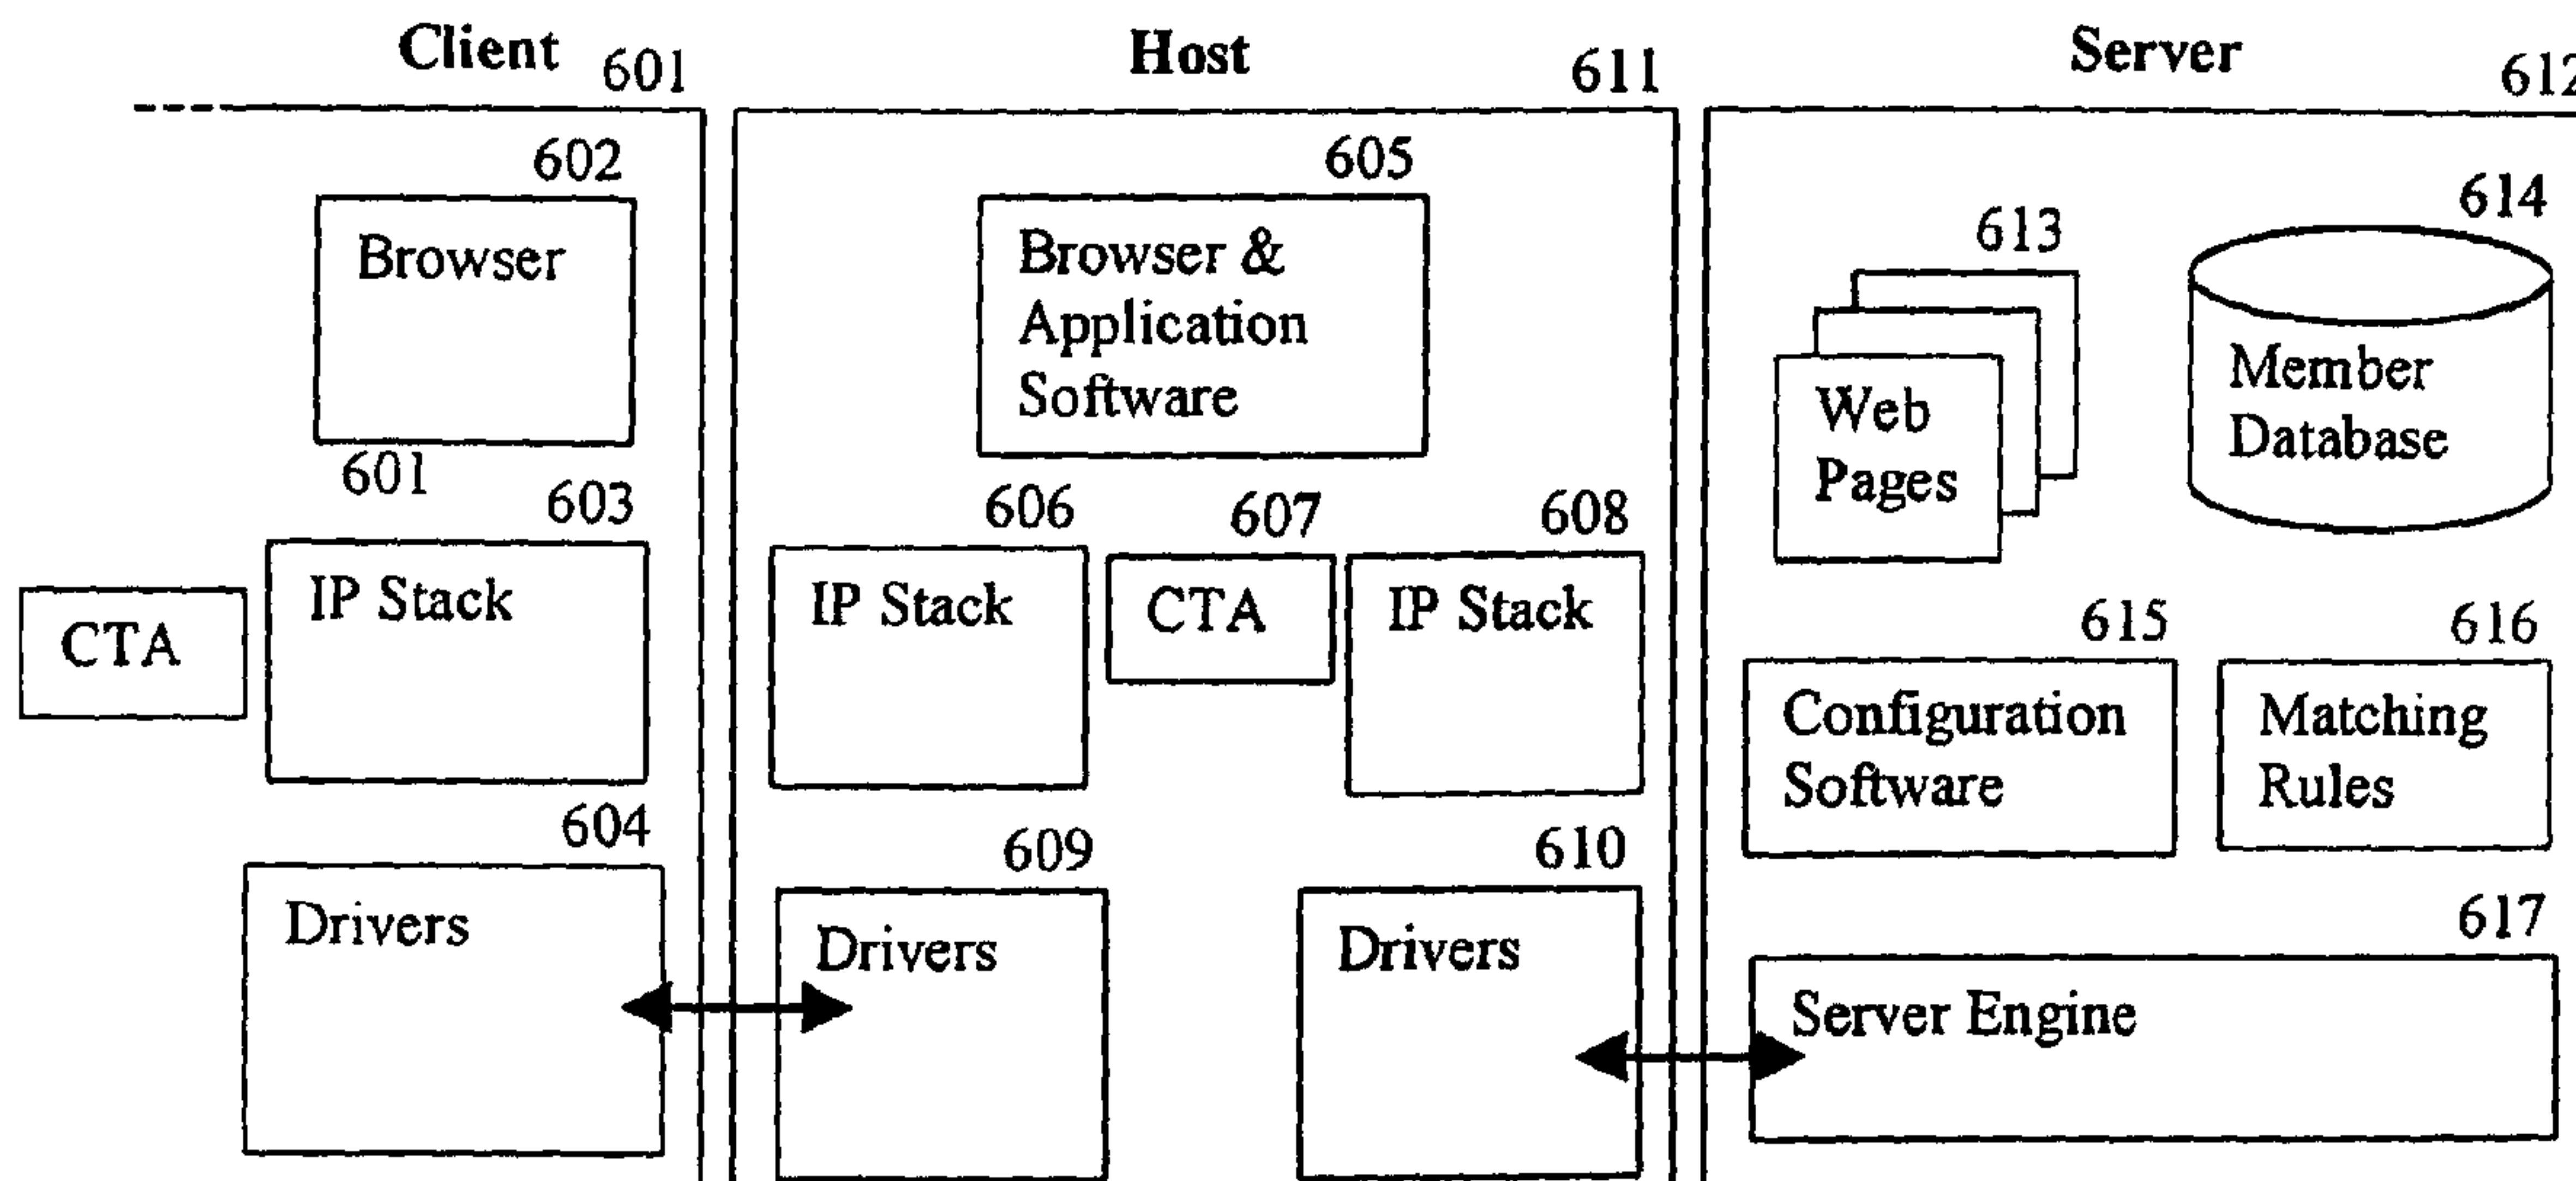 Client
601
Host
611
Server
612
602
Browser
601
603
IP Stack
CTA
604
Drivers
605
Browser &
Application
Software
606
IP Stack
607
CTA
608
IP Stack
609
Drivers
610
Drivers
613
Web
Pages
614
Member
Database
615
Configuration
Software
616
Matching
Rules
617
Server Engine